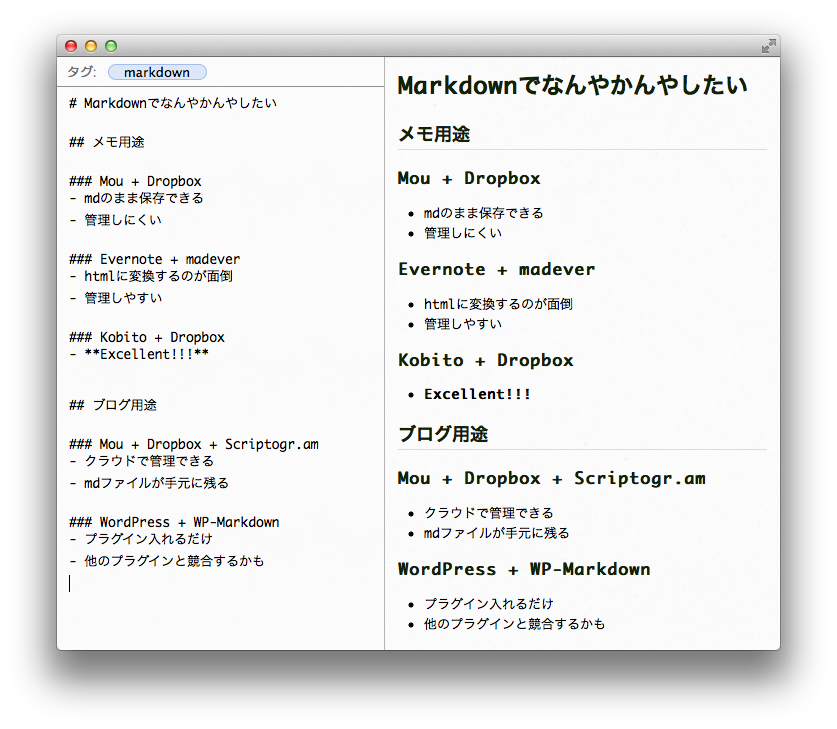 タグ: markdown
# Markdownでなんやかんやしたい
## メモ用途
### Mou + Dropbox
- mdのまま保存できる
- 管理しにくい
### Evernote + madever
- htmlに変換するのが面倒
- 管理しやすい
### Kobito + Dropbox
- **Excellent!!!**
## ブログ用途
### Mou + Dropbox + Scriptogr.am
- クラウドで管理できる
- mdファイルが手元に残る
### WordPress + WP-Markdown
- プラグイン入れるだけ
- 他のプラグインと競合するかも
Markdownでなんやかんやしたい
メモ用途
Mou + Dropbox
• mdのまま保存できる
• 管理しにくい
Evernote + madever
• htmlに変換するのが面倒
• 管理しやすい
Kobito + Dropbox
• Excellent!!!
ブログ用途
Mou + Dropbox + Scriptogr.am
• クラウドで管理できる
• mdファイルが手元に残る
WordPress + WP-Markdown
• プラグイン入れるだけ
• 他のプラグインと競合するかも